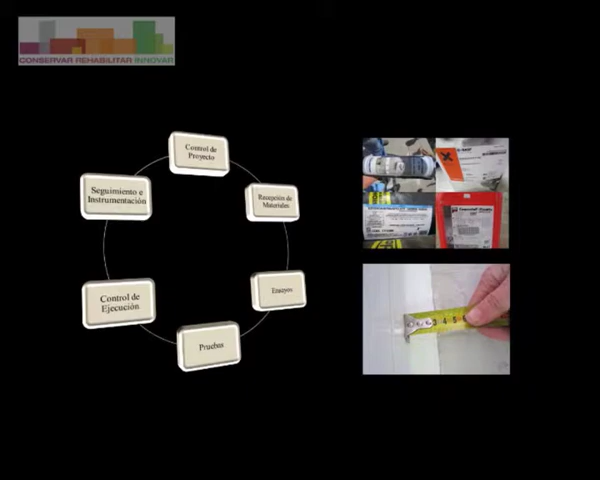 CONSERVAR REHABILITAR INNOVAR
Control de
Proyecto
Recepción de
Materiales
Ensayos
Pruebas
Control de
Ejecución
Seguimiento e
Instrumentación